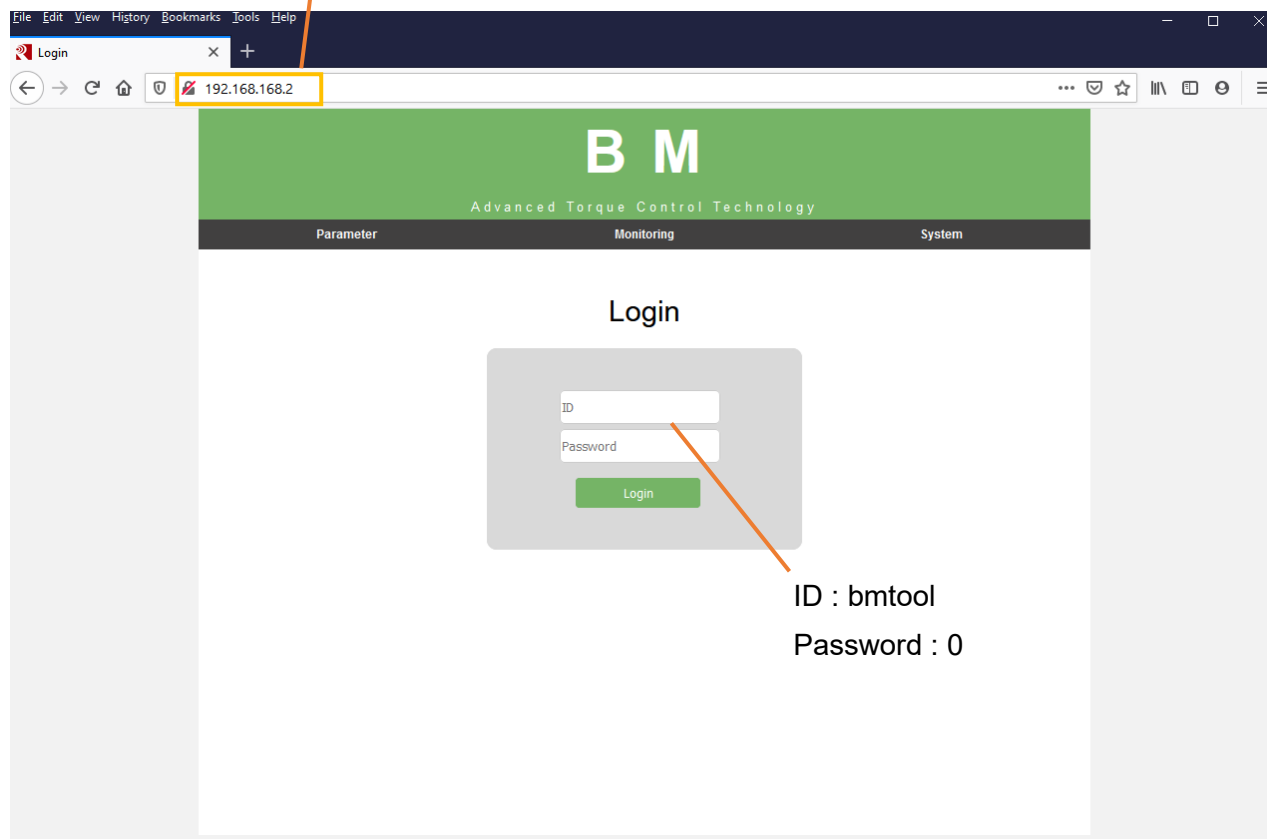 File Edit View History Bookmarks Tools Help
Login
192.168.168.2
B M
Advanced Torque Control Technology
Parameter Monitoring System
Login
ID
Password
Login
ID : bmtool
Password : 0